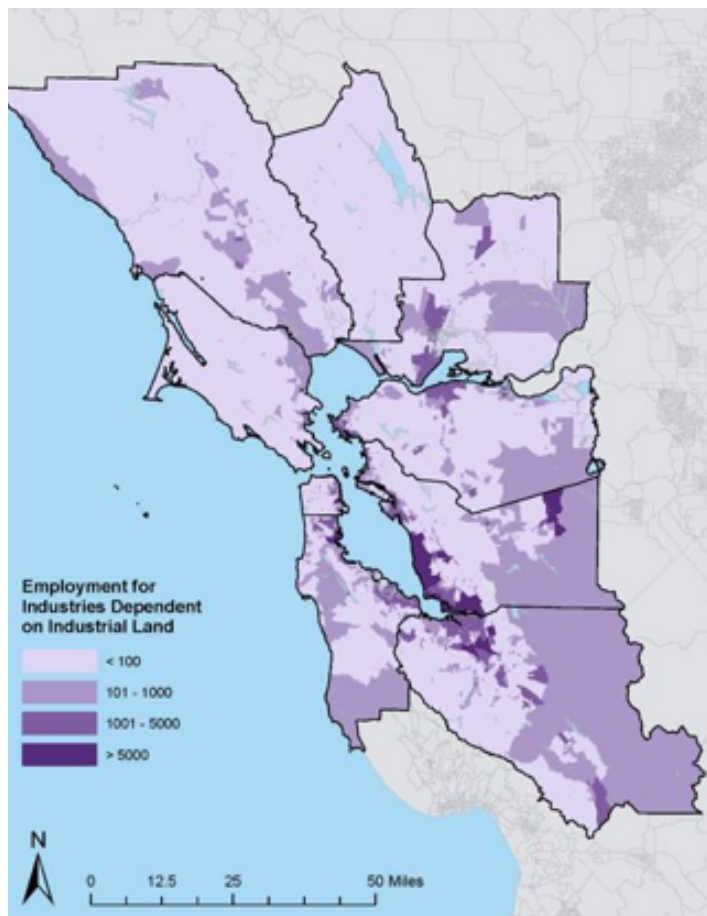 Employment for
Industries Dependent
on Industrial Land
< 100
101 - 1000
1001 - 5000
> 5000
N
0 12.5 25 50 Miles